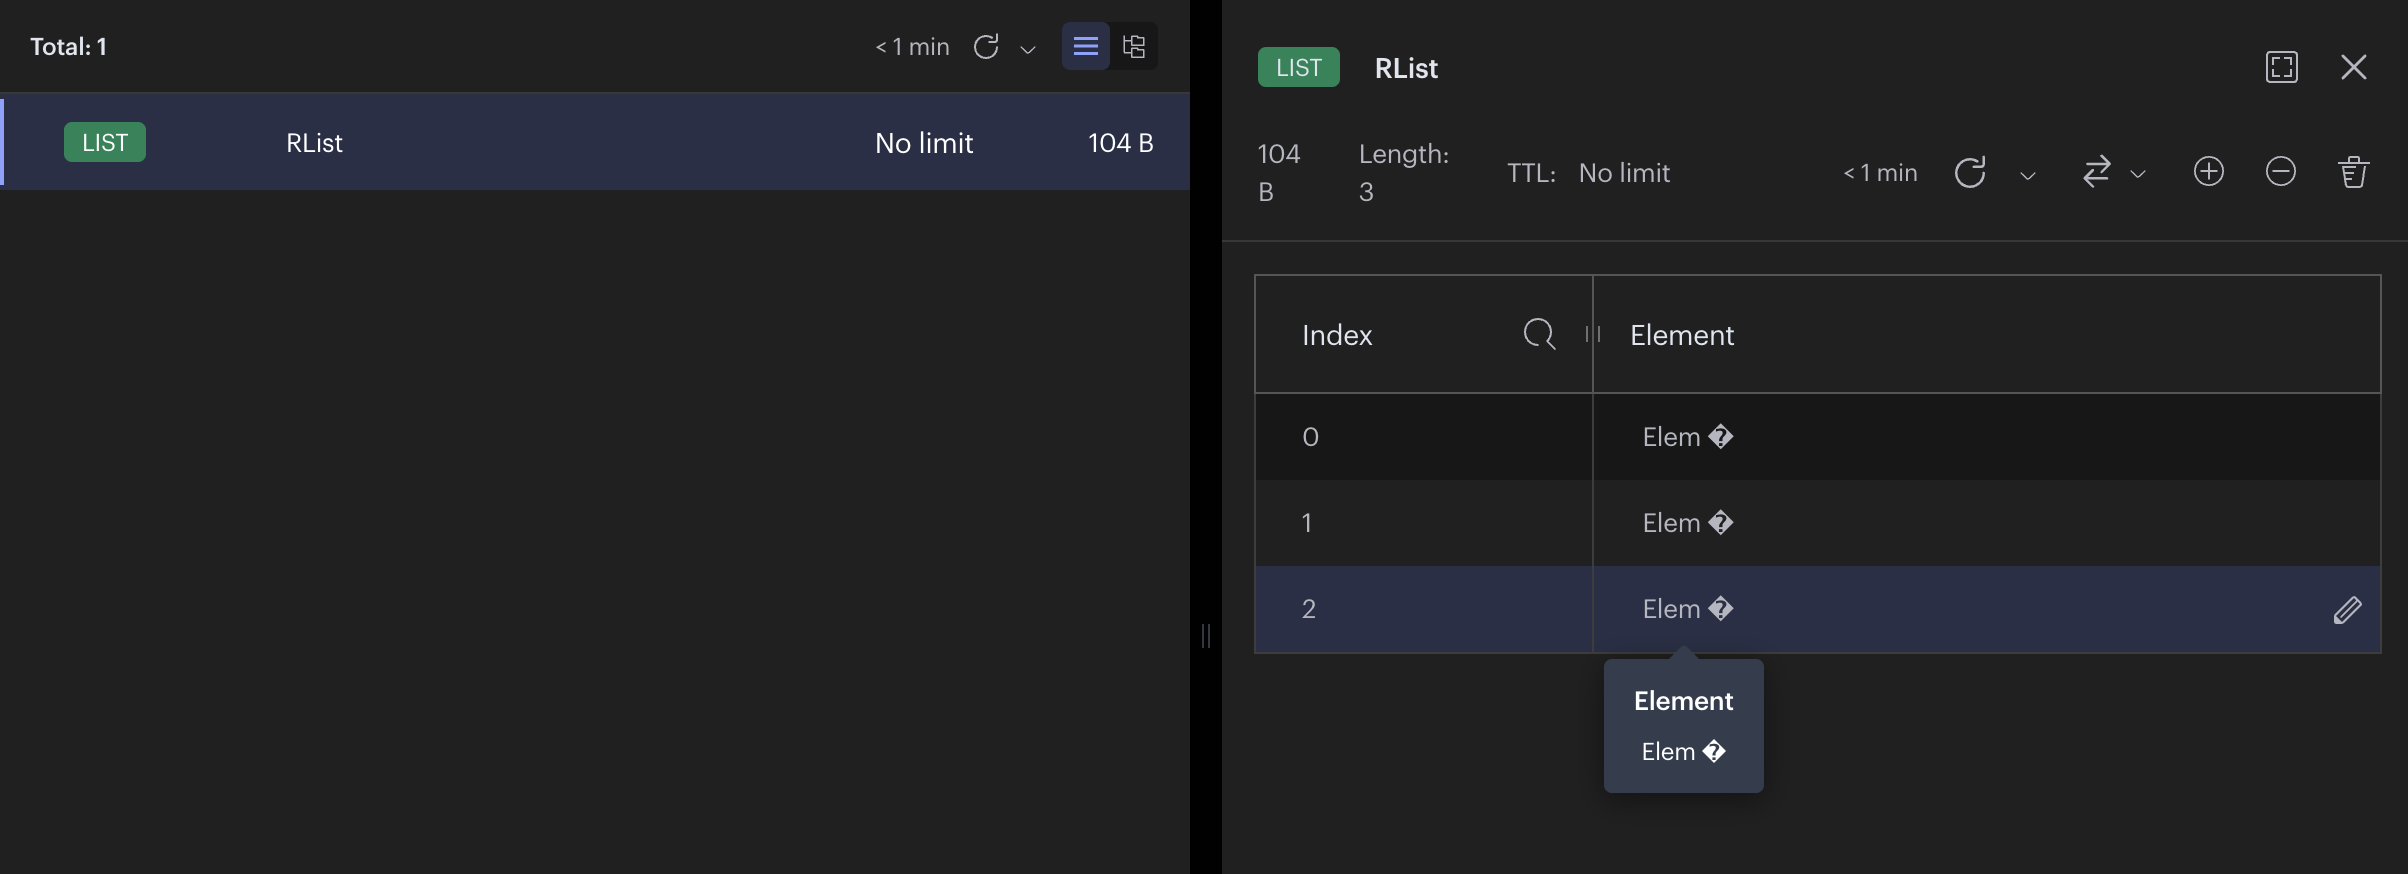 Total: 1
< 1 min
LIST RList No limit 104 B
LIST RList
104 B
Length: 3
TTL: No limit
< 1 min
Index Element
0 Elem �
1 Elem �
2 Elem �
Element
Elem �